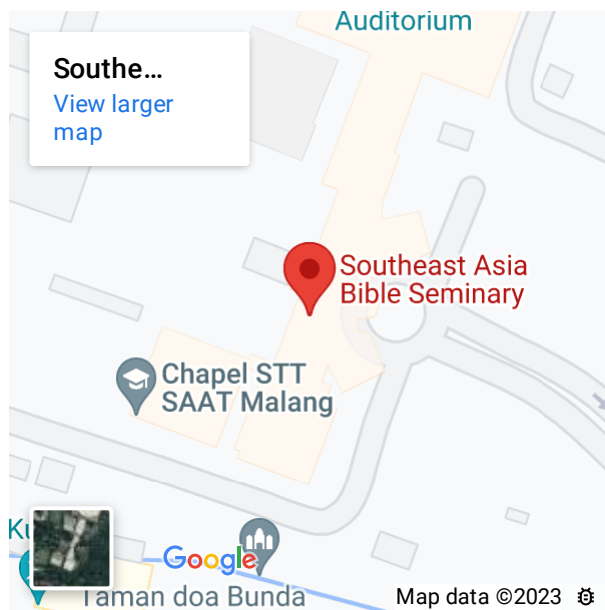 Auditorium
Southe...
View larger
map
Southeast Asia
Bible Seminary
Chapel STT
SAAT Malang
Ku
Google
Taman doa Bunda
Map data ©2023